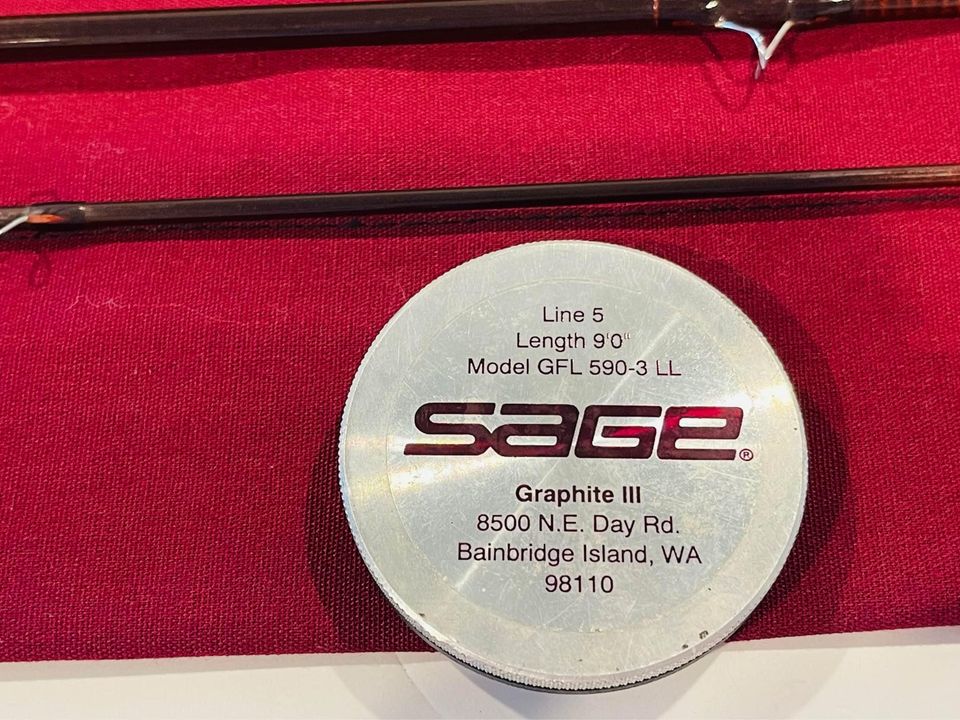 Line 5
Length 9'0"
Model GFL 590-3 LL
SAGE®
Graphite III
8500 N.E. Day Rd.
Bainbridge Island, WA
98110